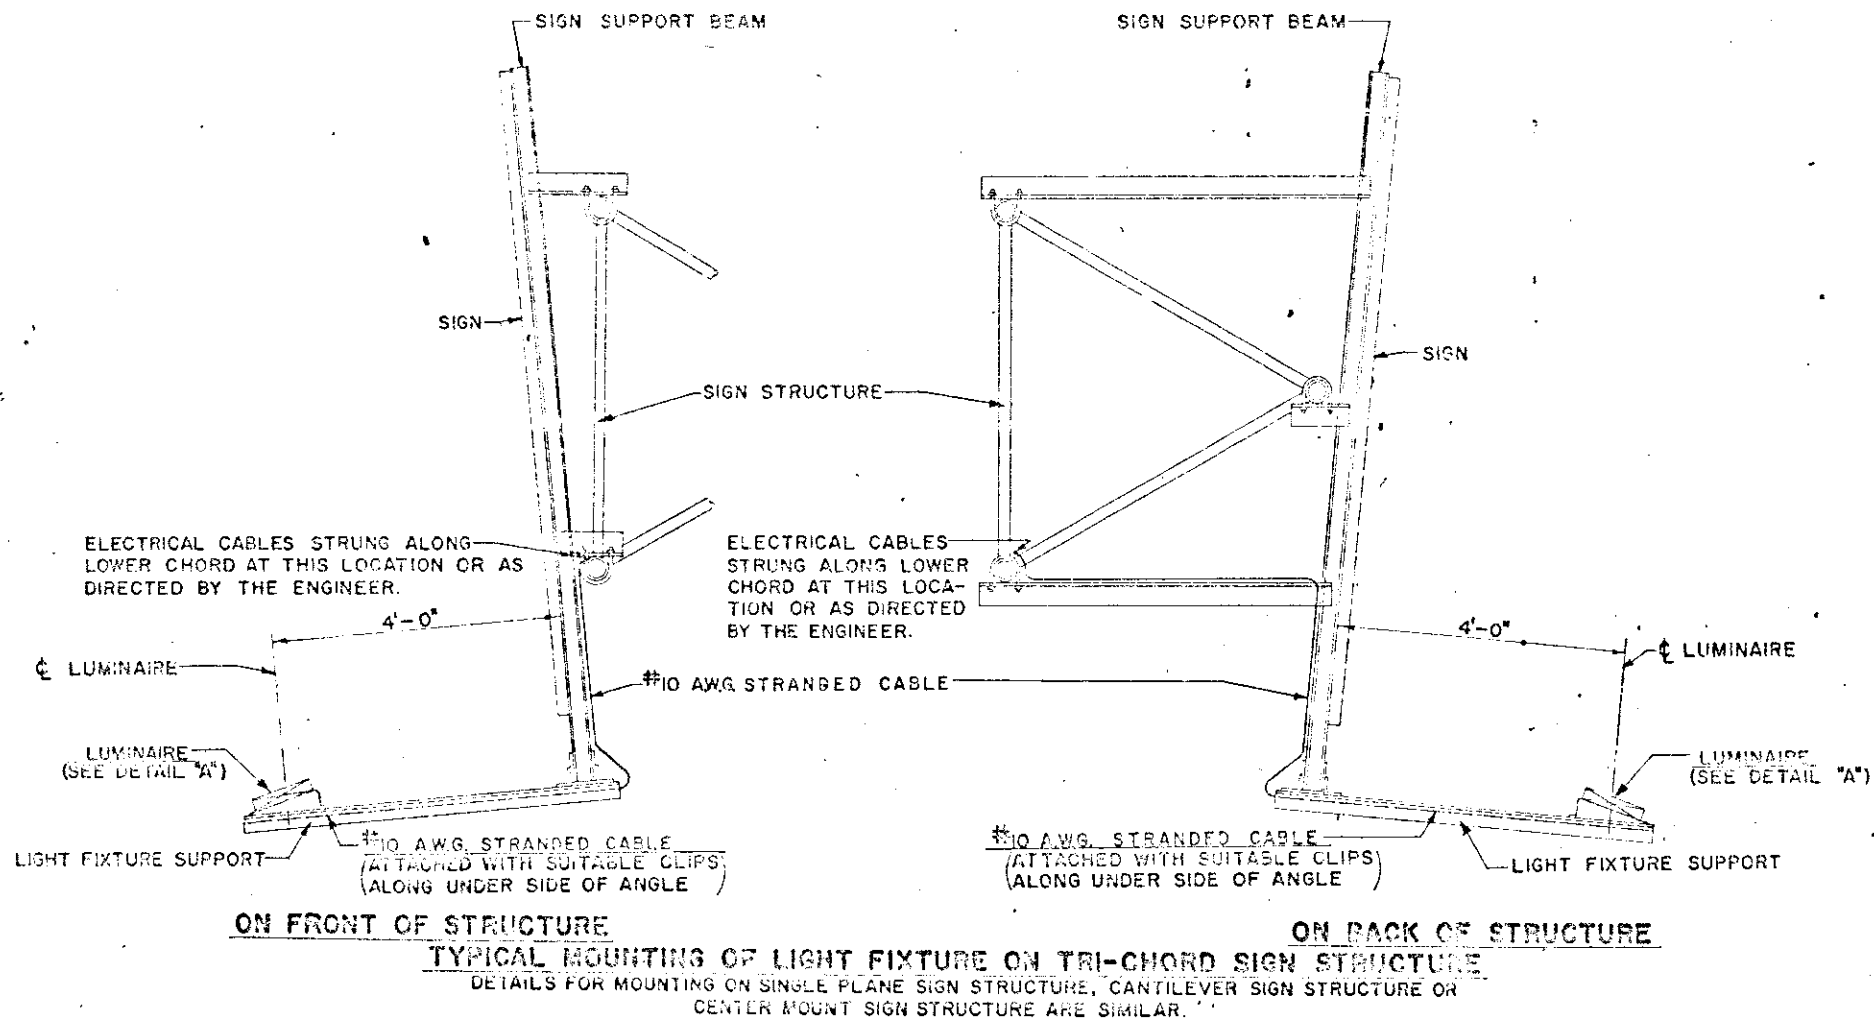 SIGN SUPPORT BEAM
SIGN SUPPORT BEAM
SIGN
SIGN
SIGN STRUCTURE
ELECTRICAL CABLES STRUNG ALONG
LOWER CHORD AT THIS LOCATION OR AS
DIRECTED BY THE ENGINEER.
ELECTRICAL CABLES
STRUNG ALONG LOWER
CHORD AT THIS LOCA-
TION OR AS DIRECTED
BY THE ENGINEER.
4'-0"
4'-0"
℄ LUMINAIRE
℄ LUMINAIRE
#10 A.W.G. STRANDED CABLE
LUMINAIRE
(SEE DETAIL "A")
LUMINAIRE
(SEE DETAIL "A")
LIGHT FIXTURE SUPPORT
#10 A.W.G. STRANDED CABLE
(ATTACHED WITH SUITABLE CLIPS
ALONG UNDER SIDE OF ANGLE)
#10 A.W.G. STRANDED CABLE
(ATTACHED WITH SUITABLE CLIPS
ALONG UNDER SIDE OF ANGLE)
LIGHT FIXTURE SUPPORT
ON FRONT OF STRUCTURE
ON BACK OF STRUCTURE
TYPICAL MOUNTING OF LIGHT FIXTURE ON TRI-CHORD SIGN STRUCTURE
DETAILS FOR MOUNTING ON SINGLE PLANE SIGN STRUCTURE, CANTILEVER SIGN STRUCTURE OR
CENTER MOUNT SIGN STRUCTURE ARE SIMILAR.